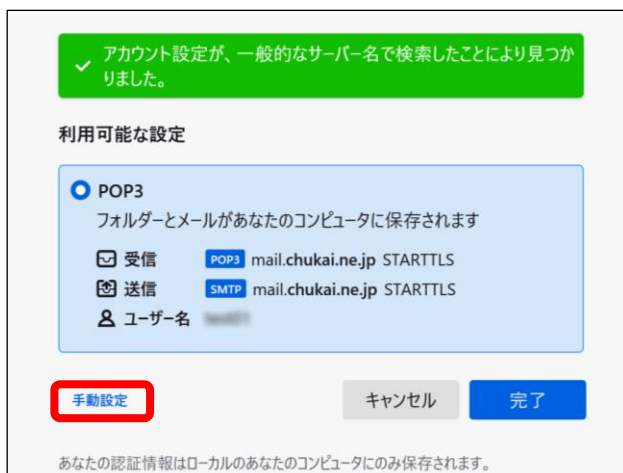 アカウント設定が、一般的なサーバー名で検索したことにより見つか
りました。
利用可能な設定
POP3
フォルダーとメールがあなたのコンピュータに保存されます
受信 POP3 mail.chukai.ne.jp STARTTLS
送信 SMTP mail.chukai.ne.jp STARTTLS
ユーザー名
手動設定 キャンセル 完了
あなたの認証情報はローカルのあなたのコンピュータにのみ保存されます。